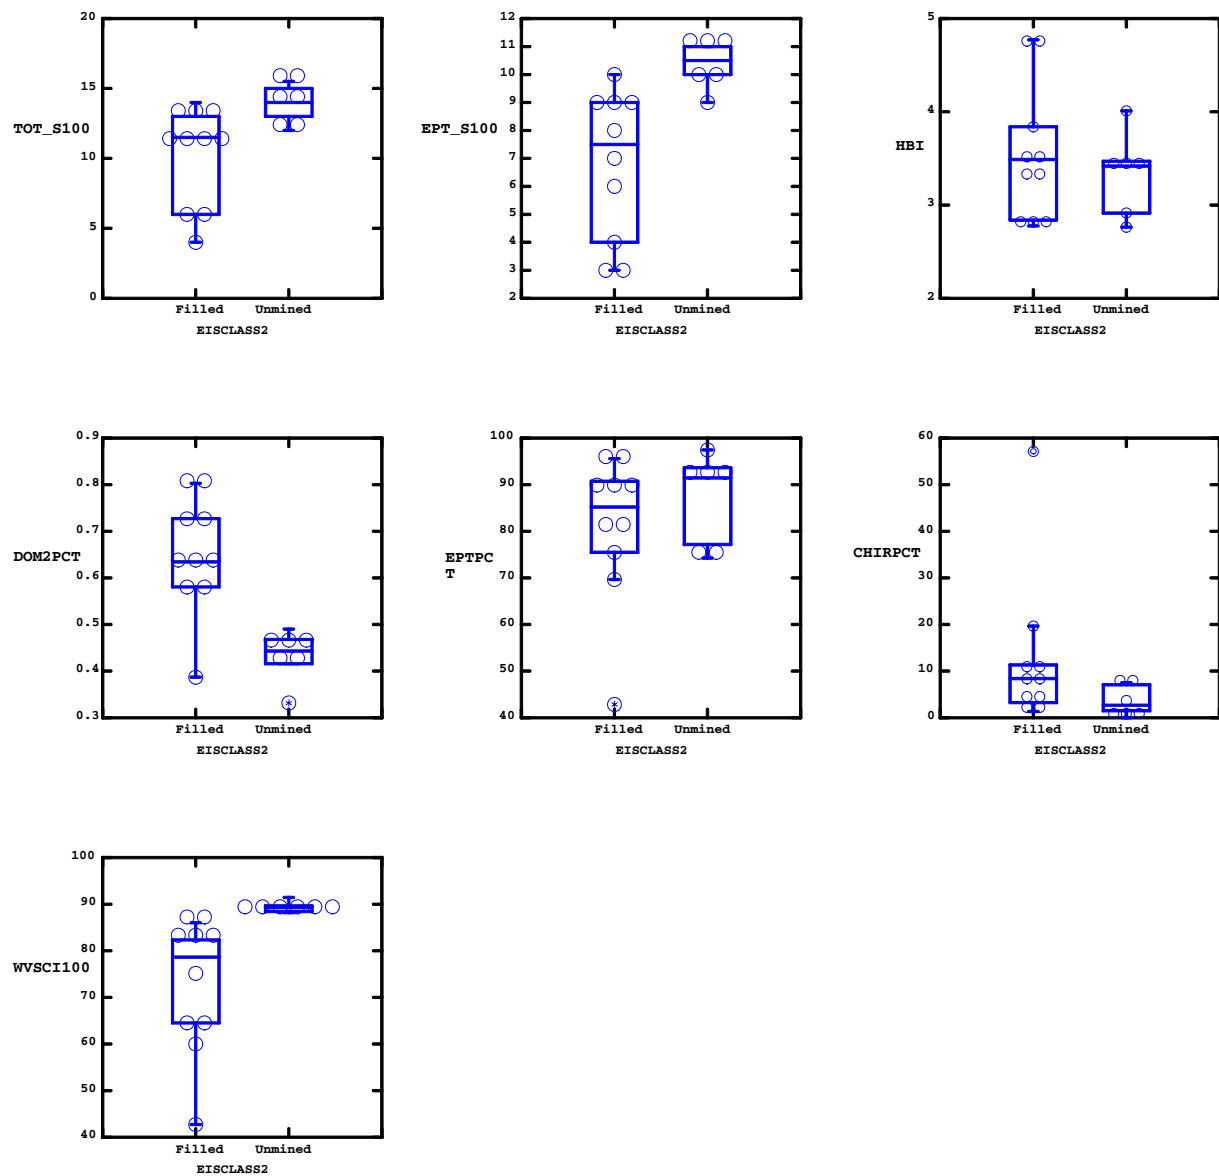 20
15
TOT_S100
10
5
0
Filled Unmined
EISCLASS2
12
11
10
9
EPT_S100
8
7
6
5
4
3
2
Filled Unmined
EISCLASS2
5
4
HBI
3
2
Filled Unmined
EISCLASS2
0.9
0.8
0.7
DOM2PCT
0.6
0.5
0.4
0.3
Filled Unmined
EISCLASS2
100
90
80
EPTPC
T
70
60
50
40
Filled Unmined
EISCLASS2
60
50
40
CHIRPCT
30
20
10
0
Filled Unmined
EISCLASS2
100
90
80
WVSCI100
70
60
50
40
Filled Unmined
EISCLASS2